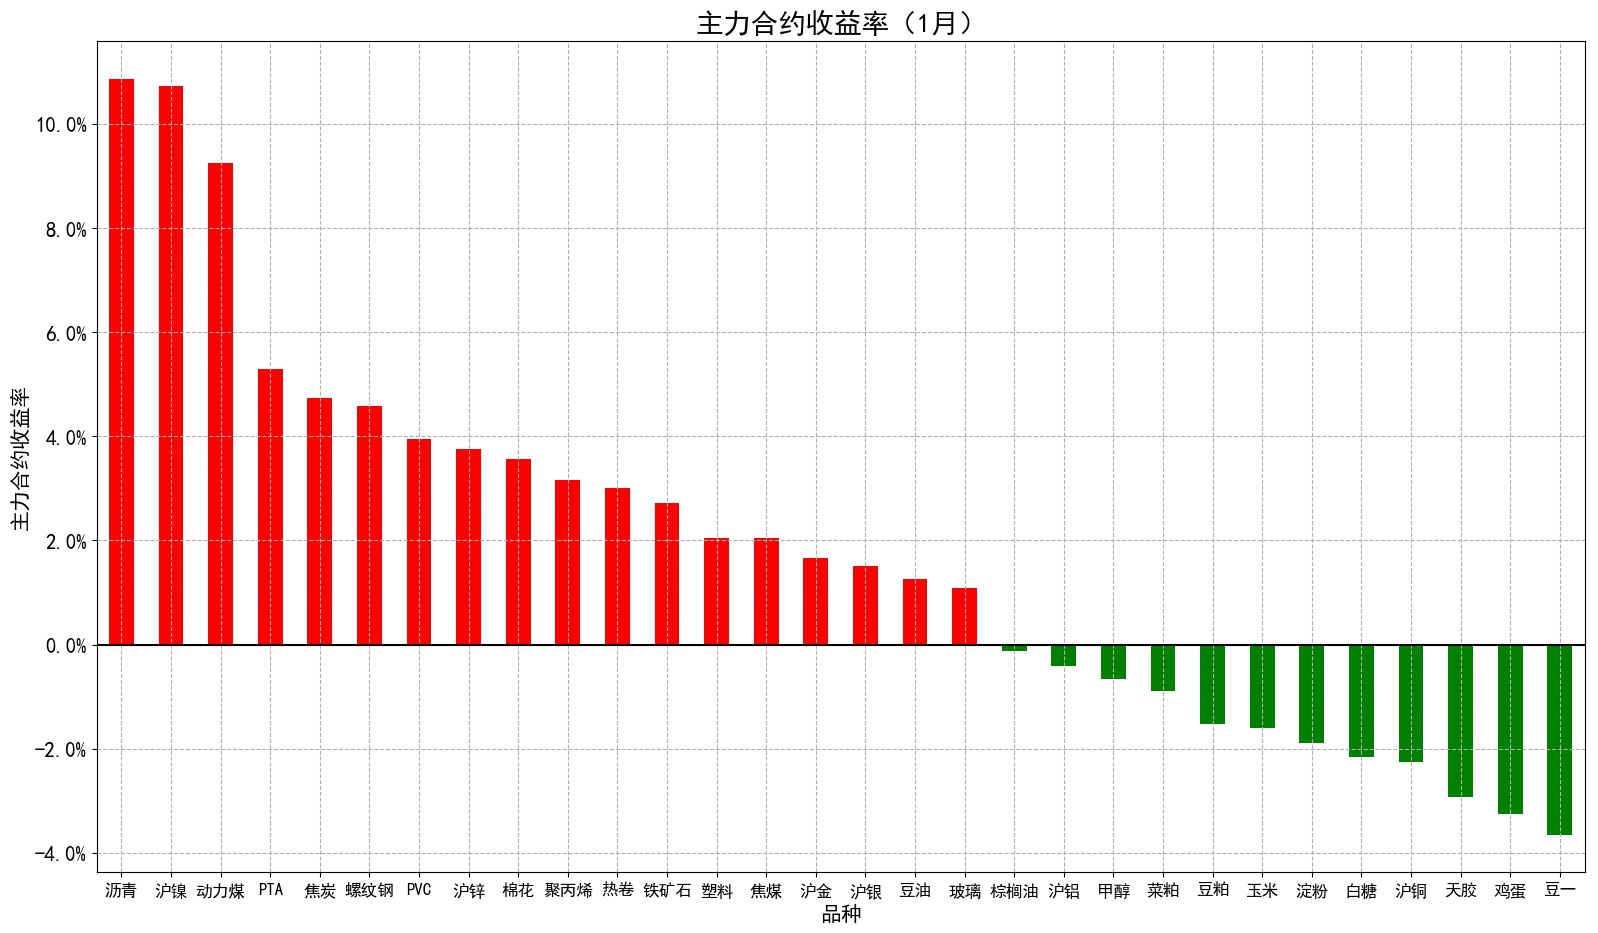 主力合约收益率（1月）
主力合约收益率
10.0%
8.0%
6.0%
4.0%
2.0%
0.0%
−2.0%
−4.0%
沥青 沪镍 动力煤 PTA 焦炭 螺纹钢 PVC 沪锌 棉花 聚丙烯 热卷 铁矿石 塑料 焦煤 沪金 沪银 豆油 玻璃 棕榈油 沪铝 甲醇 菜粕 豆粕 玉米 淀粉 白糖 沪铜 天胶 鸡蛋 豆一
品种